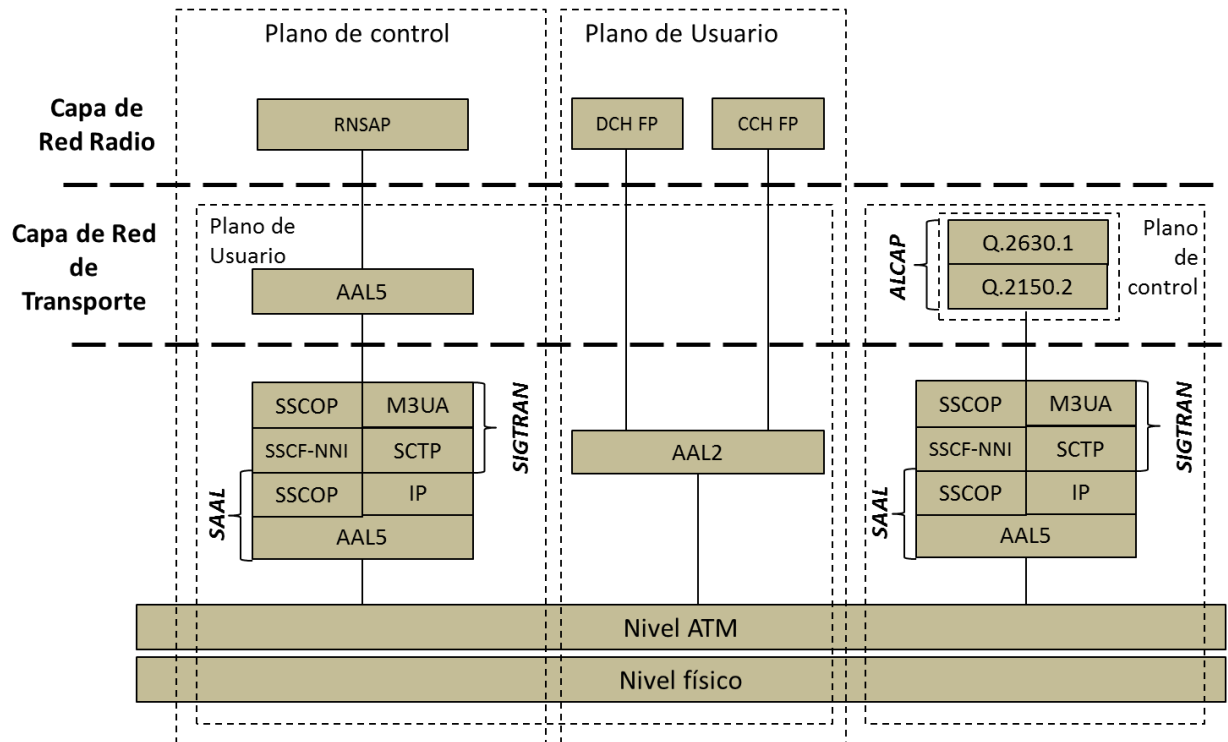 Plano de control
Plano de Usuario
Capa de
Red Radio
RNSAP
DCH FP
CCH FP
Capa de Red
de
Transporte
Plano de
Usuario
AAL5
ALCAP
Q.2630.1
Q.2150.2
Plano
de
control
SSCOP
M3UA
SSCF-NNI
SCTP
SSCOP
IP
AAL5
SAAL
SIGTRAN
AAL2
SSCOP
M3UA
SSCF-NNI
SCTP
SSCOP
IP
AAL5
SAAL
SIGTRAN
Nivel ATM
Nivel físico